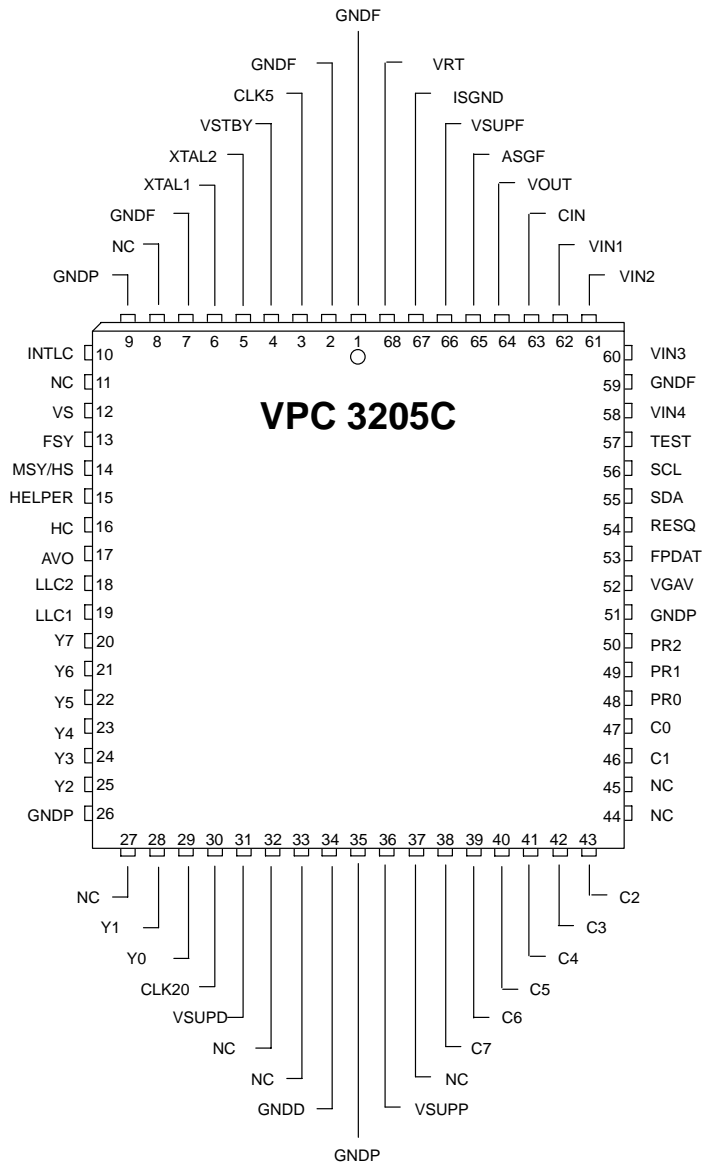 GNDF
GNDF VRT
CLK5 ISGND
VSTBY VSUPF
XTAL2 ASGF
XTAL1 VOUT
GNDF CIN
NC VIN1
GNDP VIN2
9 8 7 6 5 4 3 2 1 68 67 66 65 64 63 62 61
INTLC 10 60 VIN3
NC 11 59 GNDF
VS 12 58 VIN4
VPC 3205C
FSY 13 57 TEST
MSY/HS 14 56 SCL
HELPER 15 55 SDA
HC 16 54 RESQ
AVO 17 53 FPDAT
LLC2 18 52 VGAV
LLC1 19 51 GNDP
Y7 20 50 PR2
Y6 21 49 PR1
Y5 22 48 PR0
Y4 23 47 C0
Y3 24 46 C1
Y2 25 45 NC
GNDP 26 44 NC
27 28 29 30 31 32 33 34 35 36 37 38 39 40 41 42 43
NC C2
Y1 C3
Y0 C4
CLK20 C5
VSUPD C6
NC C7
NC NC
GNDD VSUPP
GNDP